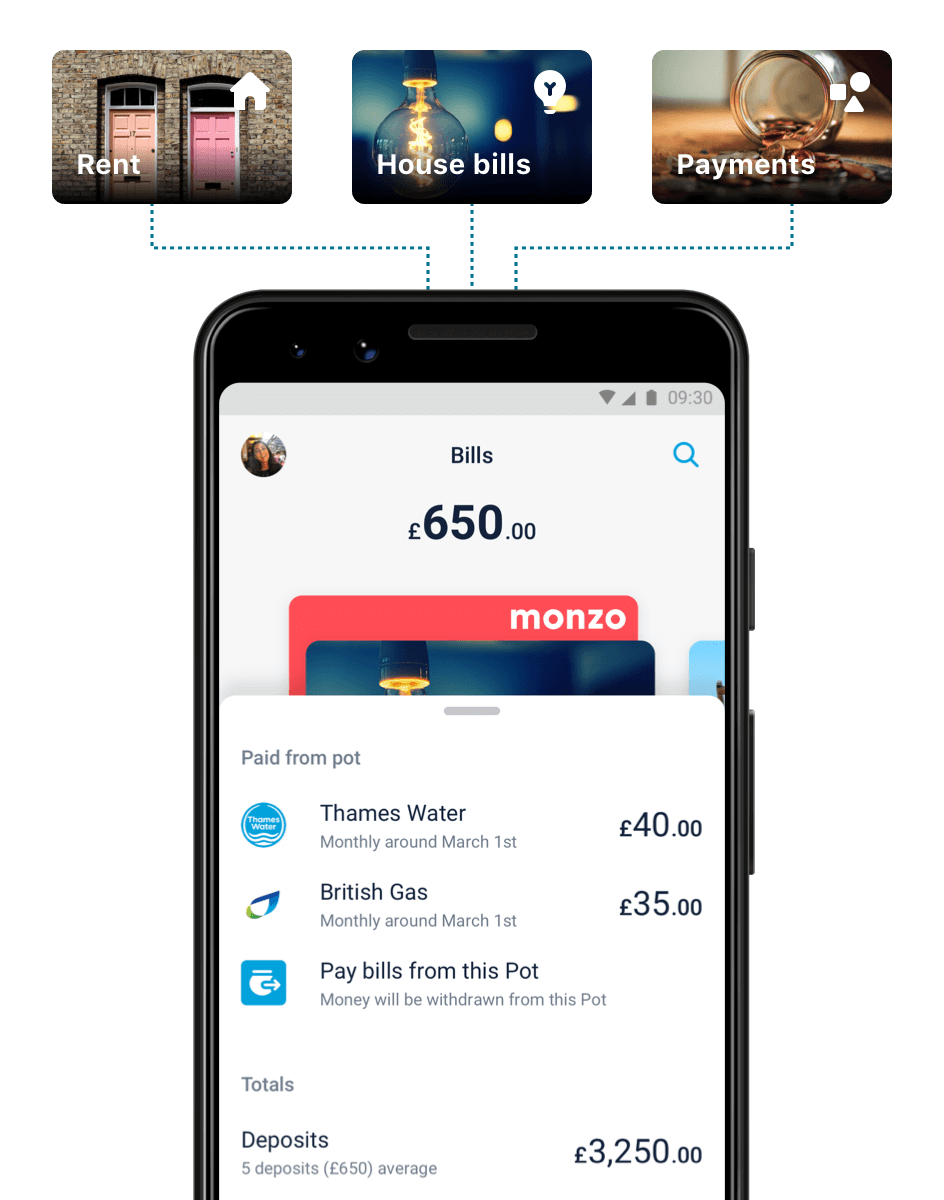 Rent
House bills
Payments
09:30
Bills
£650.00
monzo
Paid from pot
Thames Water
Thames Water
£40.00
Monthly around March 1st
British Gas
£35.00
Monthly around March 1st
Pay bills from this Pot
Money will be withdrawn from this Pot
Totals
Deposits
£3,250.00
5 deposits (£650) average